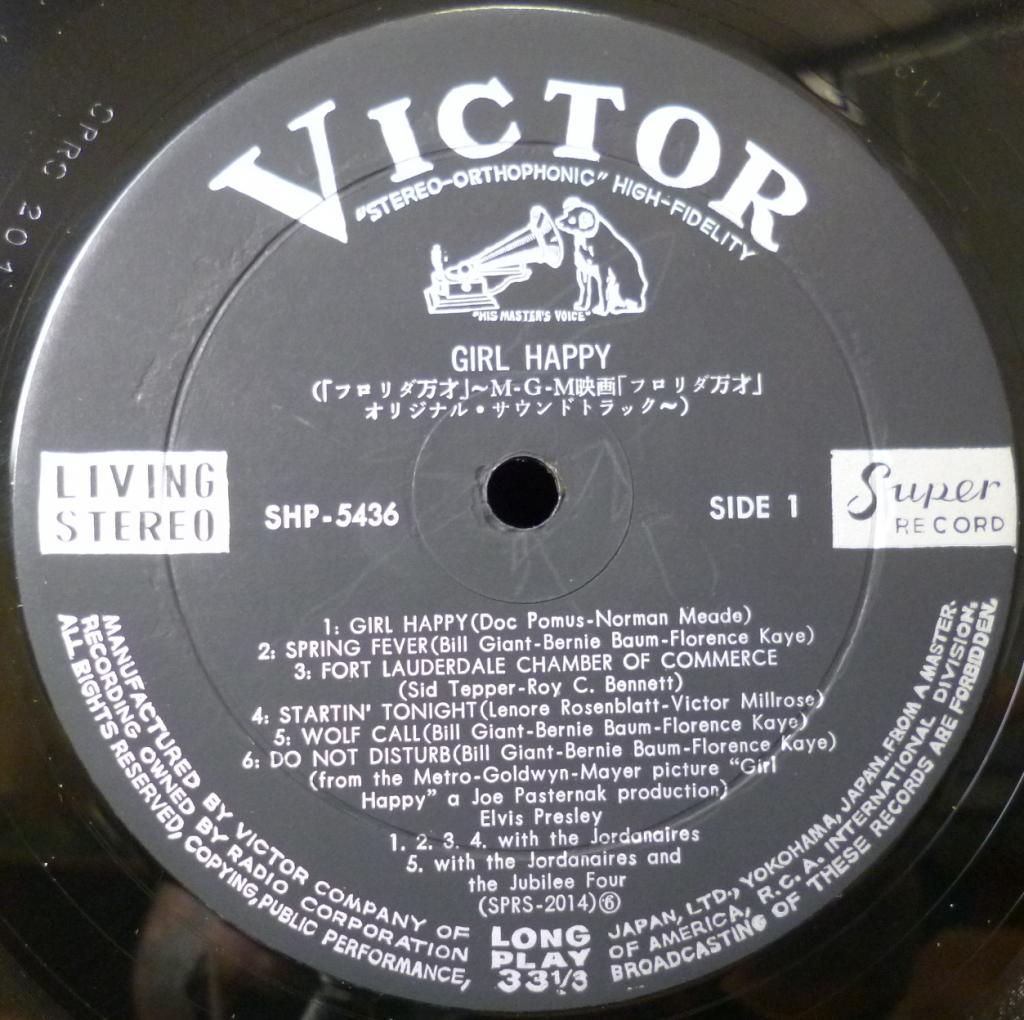 VICTOR
"STEREO-ORTHOPHONIC" HIGH-FIDELITY
"HIS MASTER'S VOICE"
GIRL HAPPY
(「フロリダ万才」〜M-G-M映画「フロリダ万才」
オリジナル・サウンドトラック〜)
LIVING
STEREO
SHP-5436
SIDE 1
Super
RECORD
1: GIRL HAPPY(Doc Pomus-Norman Meade)
2: SPRING FEVER(Bill Giant-Bernie Baum-Florence Kaye)
3: FORT LAUDERDALE CHAMBER OF COMMERCE
(Sid Tepper-Roy C. Bennett)
4: STARTIN' TONIGHT(Lenore Rosenblatt-Victor Millrose)
5: WOLF CALL(Bill Giant-Bernie Baum-Florence Kaye)
6: DO NOT DISTURB(Bill Giant-Bernie Baum-Florence Kaye)
(from the Metro-Goldwyn-Mayer picture "Girl
Happy" a Joe Pasternak production)
Elvis Presley
1. 2. 3. 4. with the Jordanaires
5. with the Jordanaires and
the Jubilee Four
(SPRS-2014)⑥
LONG
PLAY
33 1/3
MANUFACTURED BY VICTOR COMPANY OF JAPAN, LTD., YOKOHAMA, JAPAN. FROM A MASTER
RECORDING OWNED BY RADIO CORPORATION OF AMERICA, R.C.A. INTERNATIONAL DIVISION.
ALL RIGHTS RESERVED, COPYING, PUBLIC PERFORMANCE, BROADCASTING OF THESE RECORDS ARE FORBIDDEN.
SPRS 201